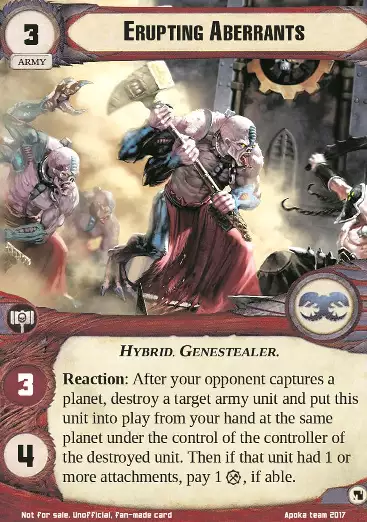 3
ERUPTING ABERRANTS
ARMY
HYBRID. GENESTEALER.
3
Reaction: After your opponent captures a
planet, destroy a target army unit and put this
unit into play from your hand at the same
planet under the control of the controller of
the destroyed unit. Then if that unit had 1 or
more attachments, pay 1 , if able.
4
Not for sale. Unofficial, fan-made card
Apoka team 2017